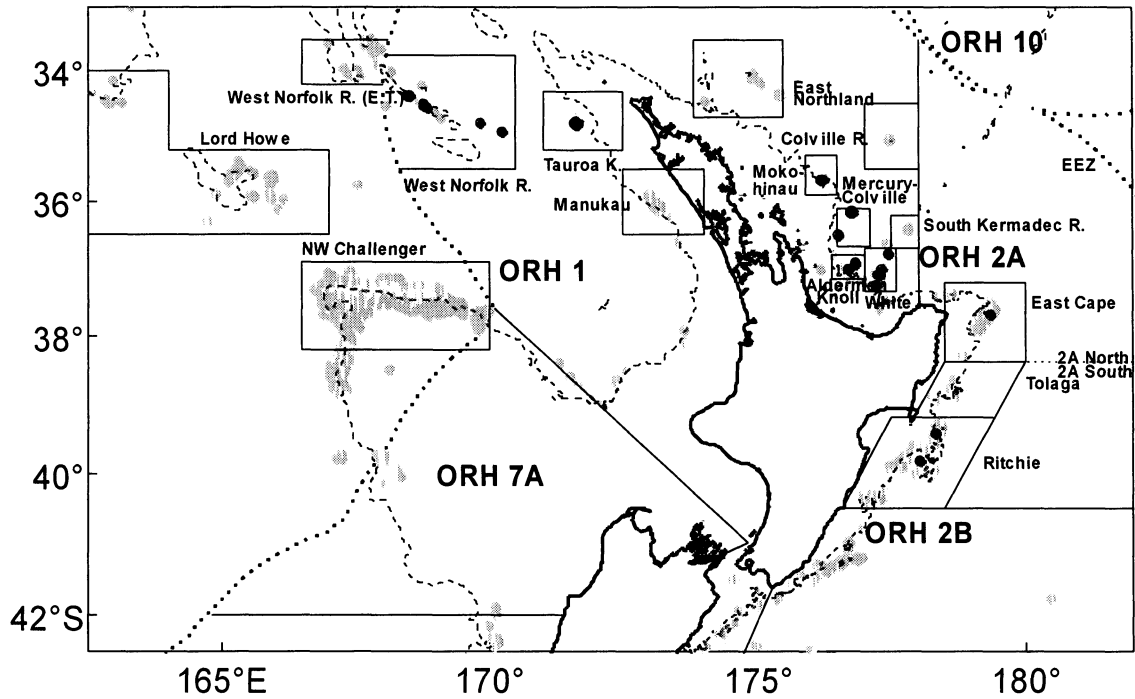 ORH 10
34°
East
Northland
West Norfolk R. (E.T.)
Lord Howe
Colville R.
Tauroa K.
EEZ
Moko-
hinau
Mercury-
Colville
West Norfolk R.
36°
Manukau
South Kermadec R.
NW Challenger
ORH 1
ORH 2A
Aldermen
Knoll
White
East Cape
38°
2A North
2A South
Tolaga
Ritchie
40°
ORH 7A
ORH 2B
42°S
165°E
170°
175°
180°